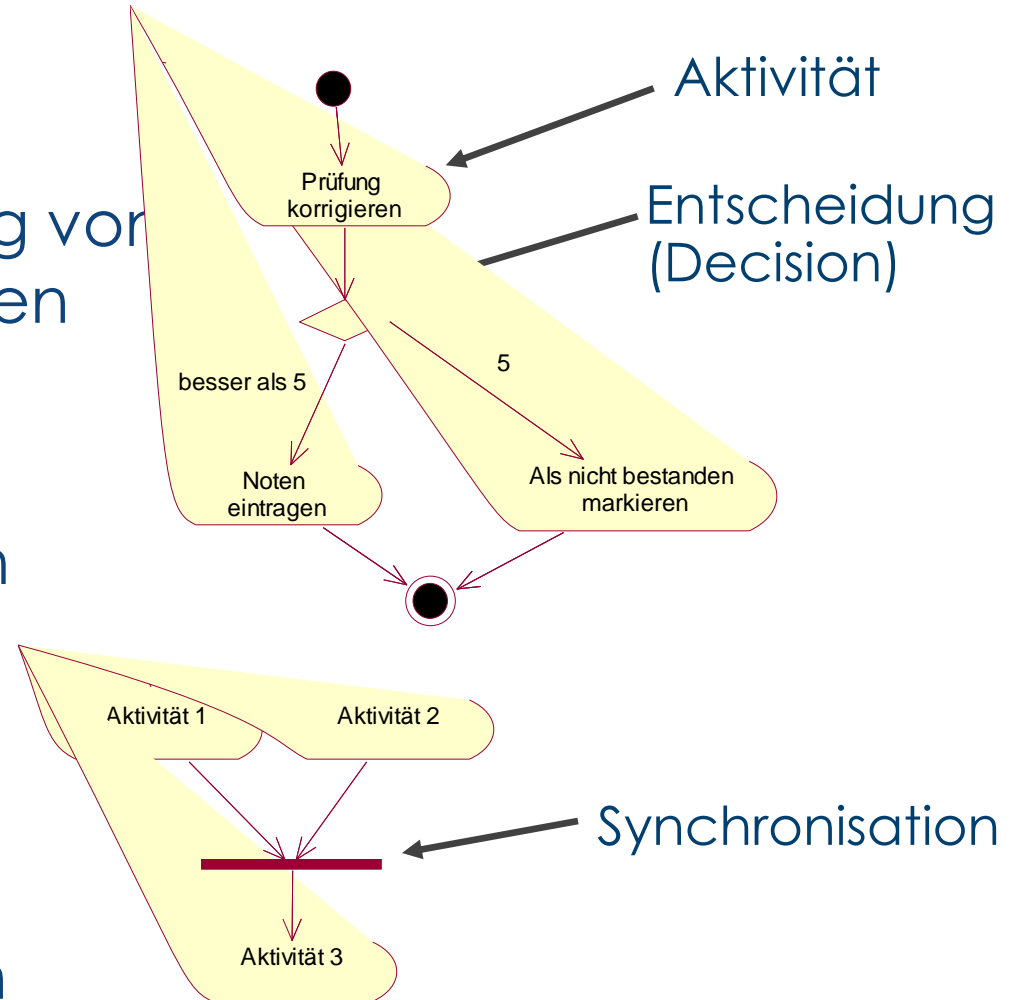 Aktivität
Prüfung
korrigieren
Entscheidung
(Decision)
g von
en
5
besser als 5
Noten
eintragen
Als nicht bestanden
markieren
n
Aktivität 1
Aktivität 2
Synchronisation
Aktivität 3
n